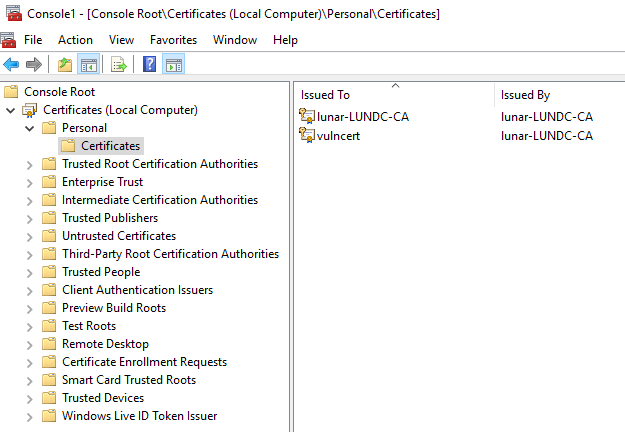 Console1 - [Console Root\Certificates (Local Computer)\Personal\Certificates]
File Action View Favorites Window Help
Console Root
Certificates (Local Computer)
Personal
Certificates
Trusted Root Certification Authorities
Enterprise Trust
Intermediate Certification Authorities
Trusted Publishers
Untrusted Certificates
Third-Party Root Certification Authorities
Trusted People
Client Authentication Issuers
Preview Build Roots
Test Roots
Remote Desktop
Certificate Enrollment Requests
Smart Card Trusted Roots
Trusted Devices
Windows Live ID Token Issuer
Issued To Issued By
lunar-LUNDC-CA lunar-LUNDC-CA
vulncert lunar-LUNDC-CA